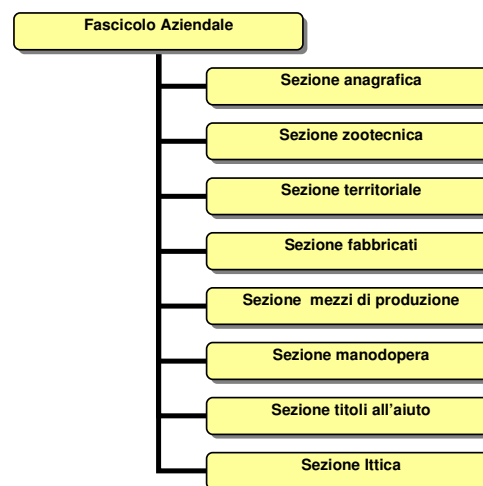 Fascicolo Aziendale
Sezione anagrafica
Sezione zootecnica
Sezione territoriale
Sezione fabbricati
Sezione mezzi di produzione
Sezione manodopera
Sezione titoli all'aiuto
Sezione Ittica